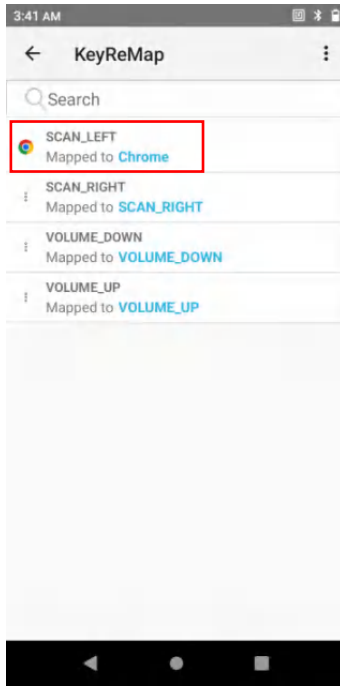 3:41 AM
KeyReMap
Search
SCAN_LEFT
Mapped to Chrome
SCAN_RIGHT
Mapped to SCAN_RIGHT
VOLUME_DOWN
Mapped to VOLUME_DOWN
VOLUME_UP
Mapped to VOLUME_UP